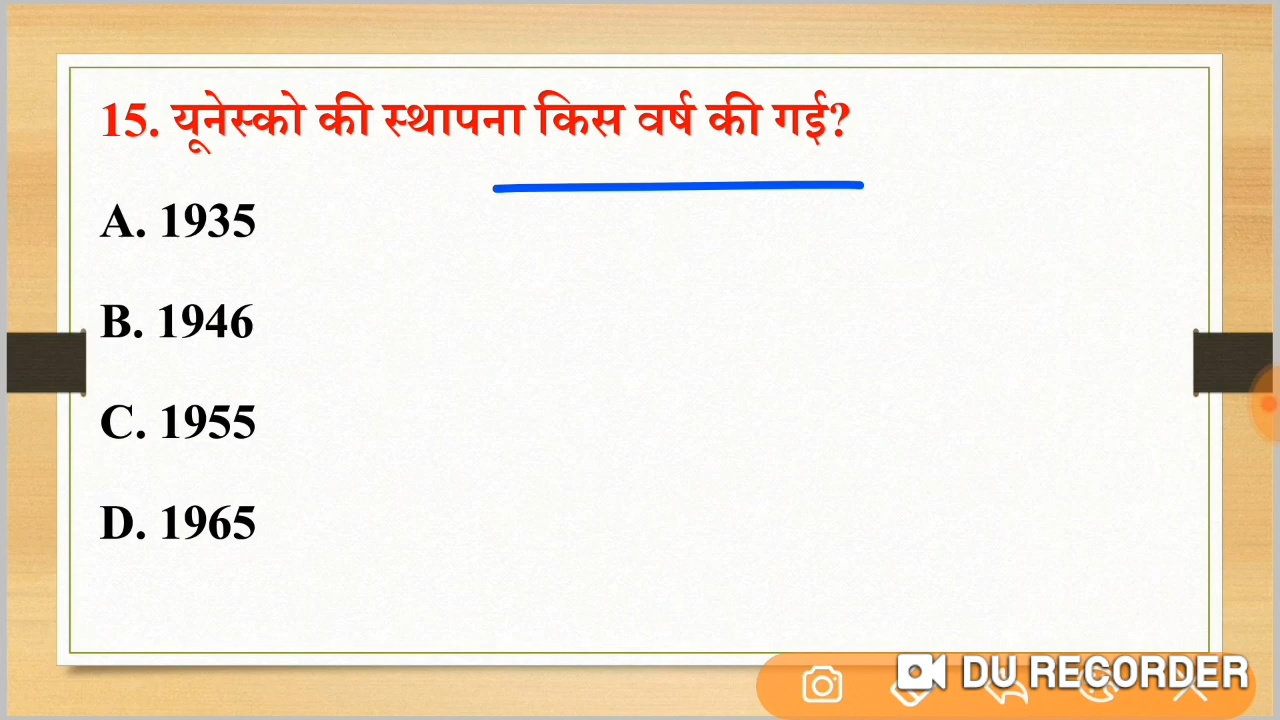 15. यूनेस्को की स्थापना किस वर्ष की गई?
A. 1935
B. 1946
C. 1955
D. 1965
DU RECORDER